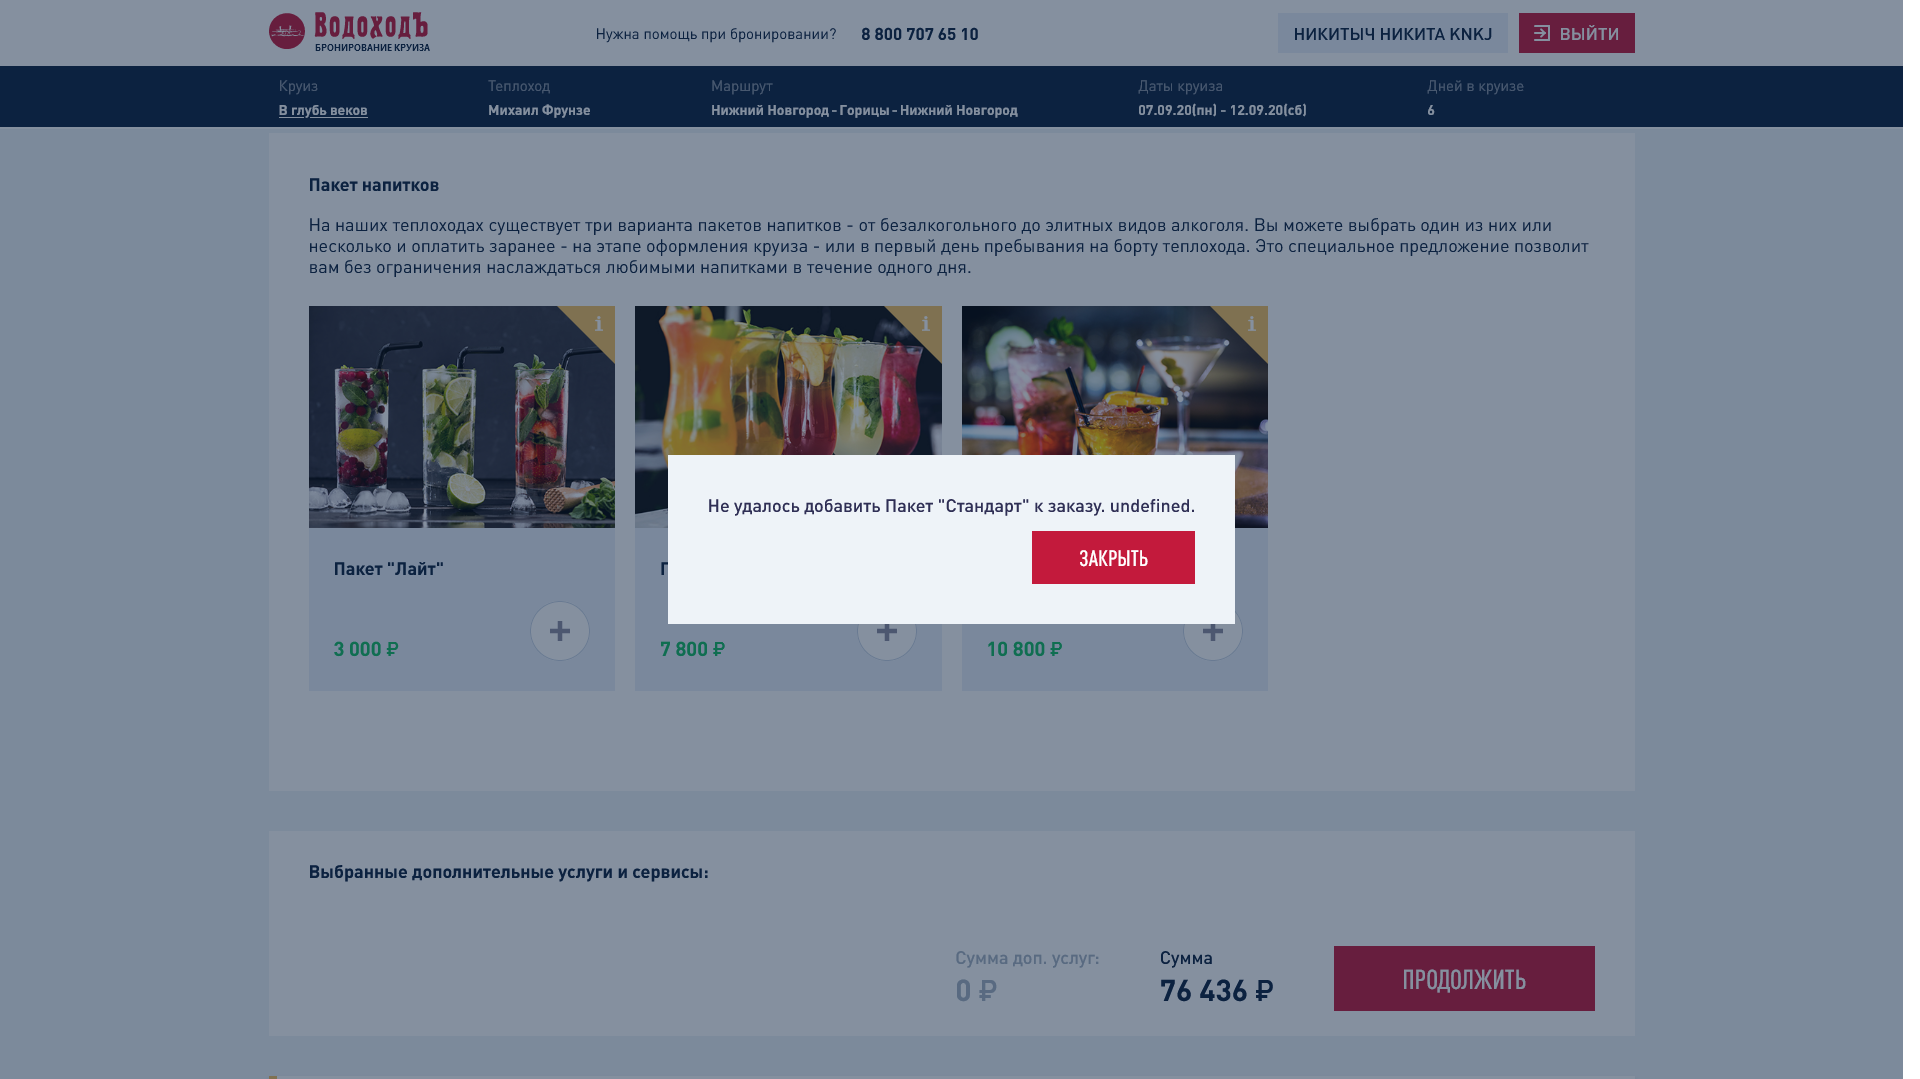 ВодоходЪ
БРОНИРОВАНИЕ КРУИЗА
Нужна помощь при бронировании? 8 800 707 65 10
НИКИТЫЧ НИКИТА KNKJ
ВЫЙТИ
Круиз Теплоход Маршрут Даты круиза Дней в круизе
В глубь веков Михаил Фрунзе Нижний Новгород - Горицы - Нижний Новгород 07.09.20(пн) - 12.09.20(сб) 6
Пакет напитков
На наших теплоходах существует три варианта пакетов напитков - от безалкогольного до элитных видов алкоголя. Вы можете выбрать один из них или
несколько и оплатить заранее - на этапе оформления круиза - или в первый день пребывания на борту теплохода. Это специальное предложение позволит
вам без ограничения наслаждаться любимыми напитками в течение одного дня.
i i i
Не удалось добавить Пакет "Стандарт" к заказу. undefined.
ЗАКРЫТЬ
Пакет "Лайт"
3 000 ₽
7 800 ₽
10 800 ₽
Выбранные дополнительные услуги и сервисы:
Сумма доп. услуг: Сумма
0 ₽ 76 436 ₽
ПРОДОЛЖИТЬ